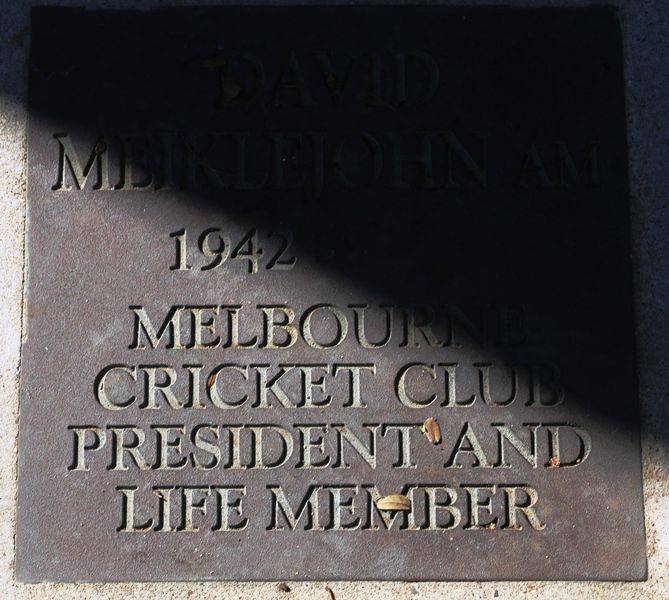 DAVID
MEIKLEJOHN AM
1942 -
MELBOURNE
CRICKET CLUB
PRESIDENT AND
LIFE MEMBER